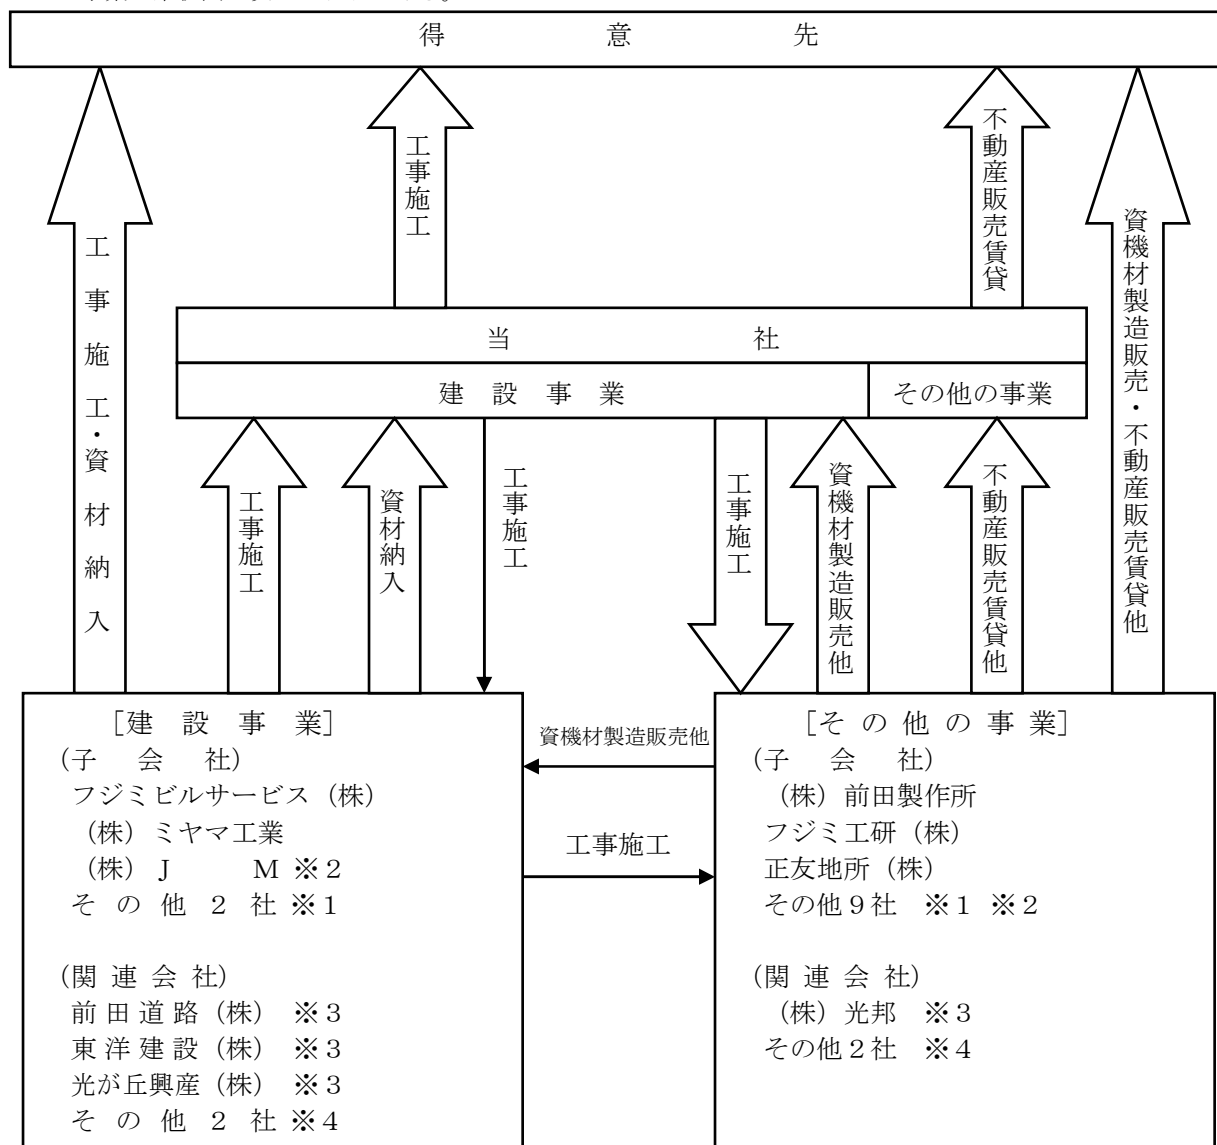 得意先
工事施工・資材納入
工事施工
不動産販売賃貸
資機材製造販売・不動産販売賃貸他
当社
建設事業
その他の事業
工事施工
資材納入
工事施工
工事施工
資機材製造販売他
不動産販売賃貸他
[建設事業]
(子会社)
フジミビルサービス(株)
(株)ミヤマ工業
(株)J M ※2
その他2社※1
(関連会社)
前田道路(株) ※3
東洋建設(株) ※3
光が丘興産(株) ※3
その他2社※4
資機材製造販売他
工事施工
[その他の事業]
(子会社)
(株)前田製作所
フジミ工研(株)
正友地所(株)
その他9社 ※1 ※2
(関連会社)
(株)光邦 ※3
その他2社 ※4